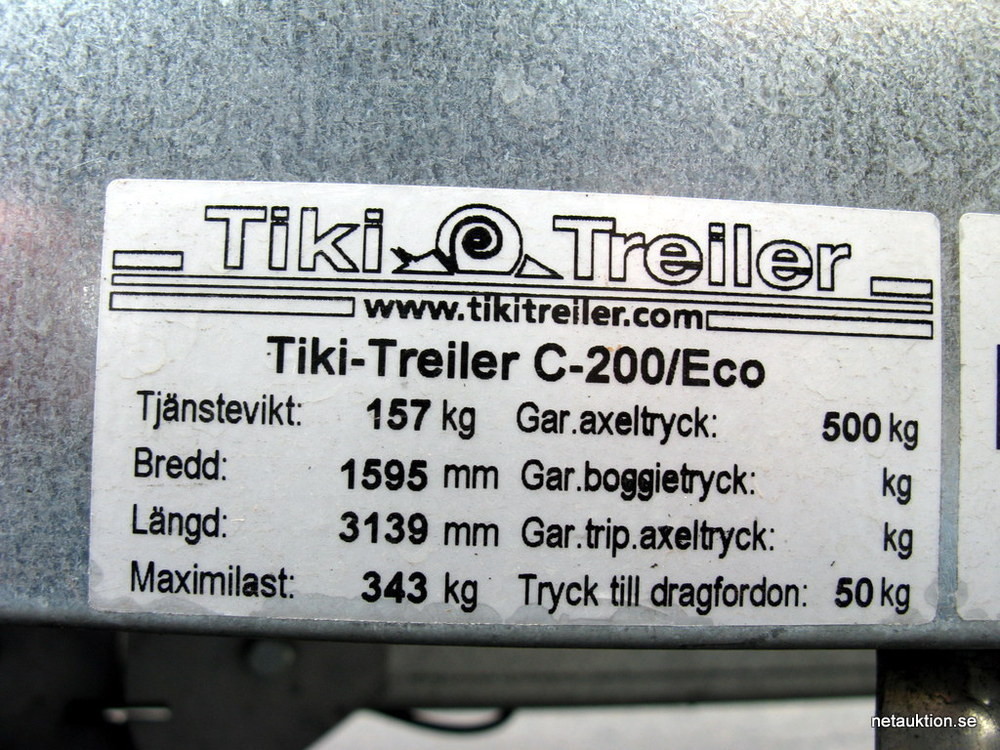 Tiki Treiler
www.tikitreiler.com
Tiki-Treiler C-200/Eco
Tjänstevikt: 157 kg Gar.axeltryck: 500 kg
Bredd: 1595 mm Gar.boggietryck: kg
Längd: 3139 mm Gar.trip.axeltryck: kg
Maximilast: 343 kg Tryck till dragfordon: 50 kg
netauktion.se